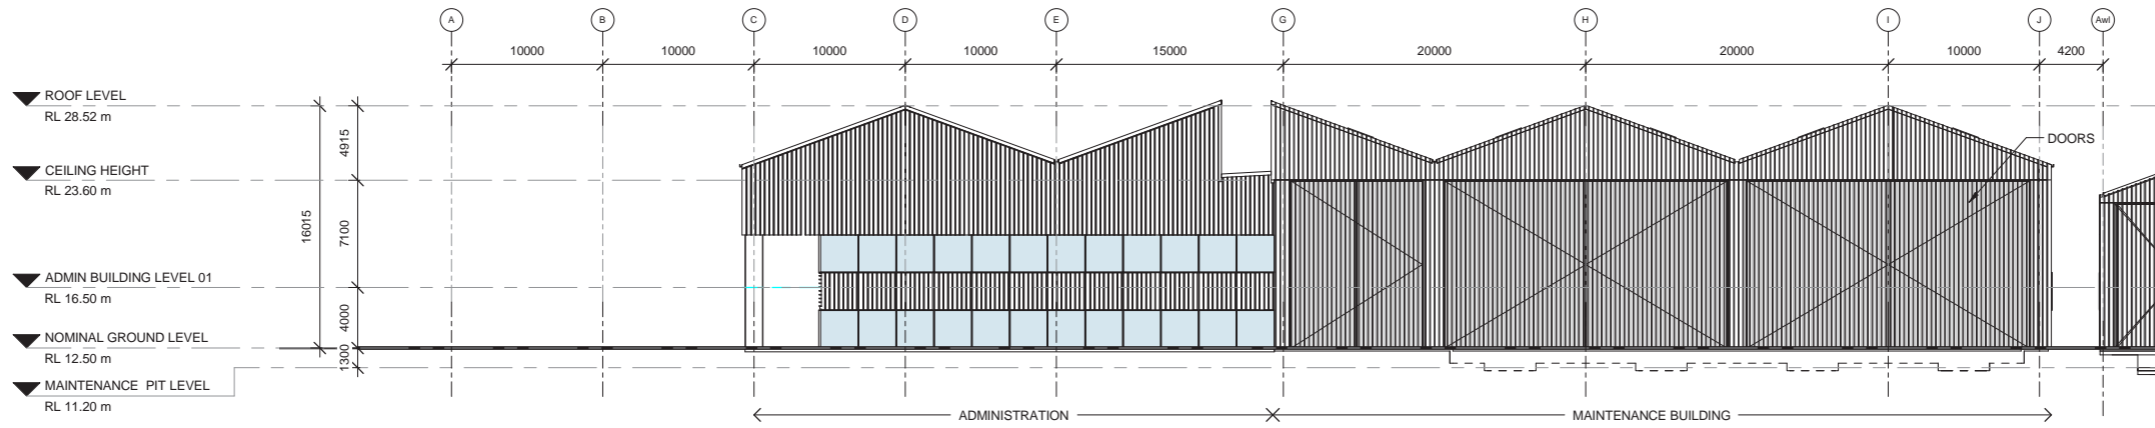 A B C D E G H I J Awl
10000 10000 10000 10000 15000 20000 20000 10000 4200
ROOF LEVEL
RL 28.52 m
4915
DOORS
CEILING HEIGHT
RL 23.60 m
16015
7100
ADMIN BUILDING LEVEL 01
RL 16.50 m
4000
NOMINAL GROUND LEVEL
RL 12.50 m
1300
MAINTENANCE PIT LEVEL
RL 11.20 m
ADMINISTRATION MAINTENANCE BUILDING